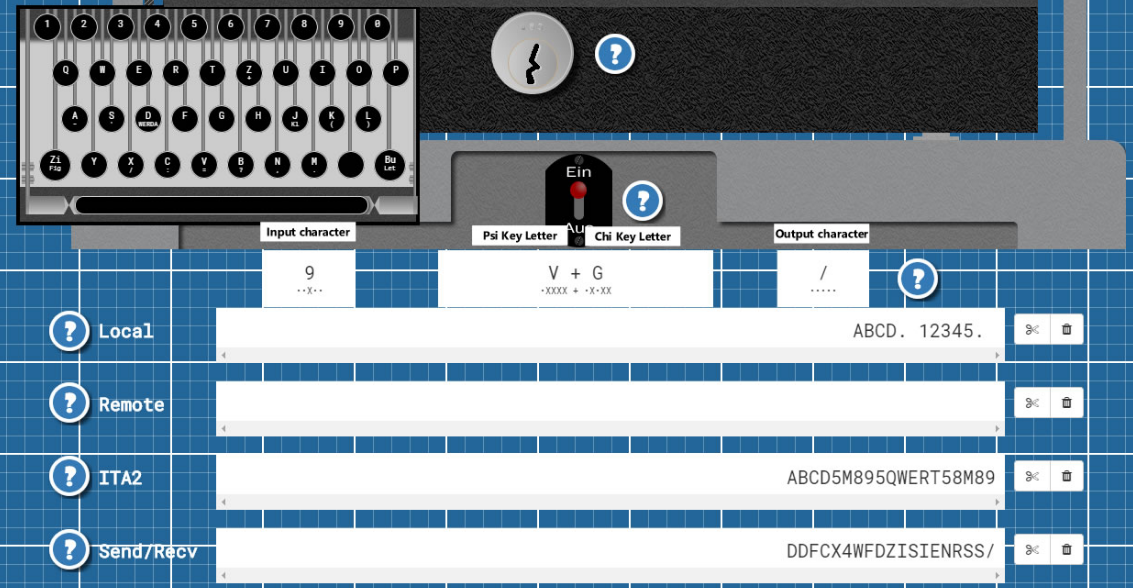 1 2 3 4 5 6 7 8 9 0
Q W E R T Z U I O P
+
A S D F G H J K L
- ' WERDA K1 ( )
Zi Y X C V B N M Bu
Fig / : = ? , . Let
?
Ein
?
Aus
Input character Psi Key Letter Chi Key Letter Output character
9 V + G /
··X·· ·XXXX + ·X·XX ·····
?
? Local ABCD. 12345.
? Remote
? ITA2 ABCD5M895QWERT58M89
? Send/Recv DDFCX4WFDZISIENRSS/